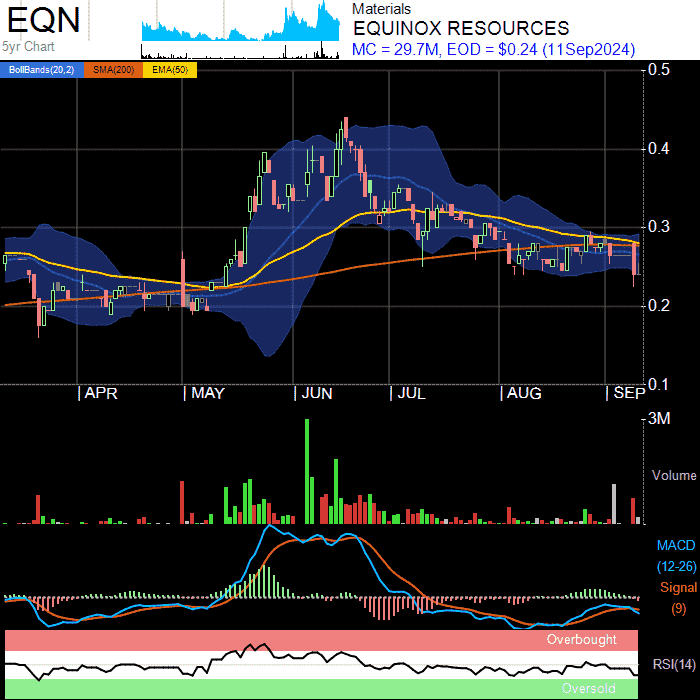 EQN
5yr Chart
Materials
EQUINOX RESOURCES
MC = 29.7M, EOD = $0.24 (11Sep2024)
BollBands(20,2) SMA(200) EMA(50)
0.5
0.4
0.3
0.2
0.1
APR MAY JUN JUL AUG SEP
3M
Volume
MACD
(12-26)
Signal
(9)
Overbought
RSI(14)
Oversold